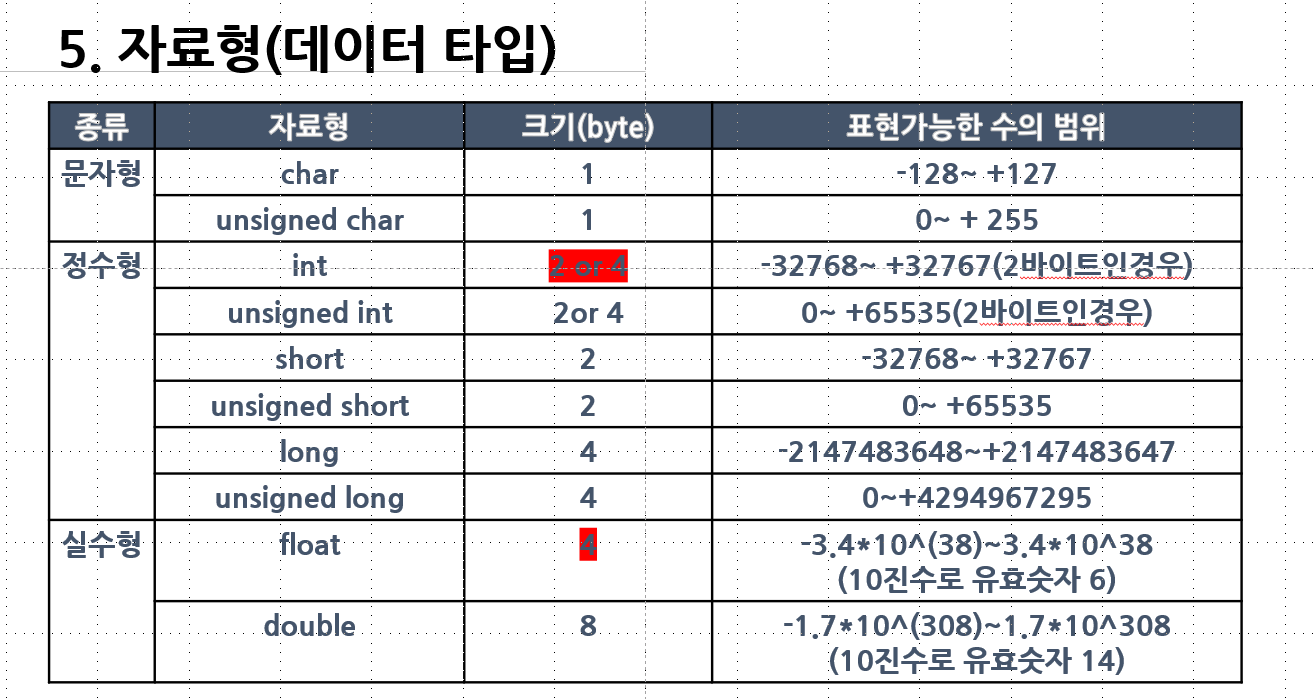 5. 자료형(데이터 타입)
종류 자료형 크기(byte) 표현가능한 수의 범위
문자형 char 1 -128~ +127
unsigned char 1 0~ + 255
정수형 int 2 or 4 -32768~ +32767(2바이트인경우)
unsigned int 2or 4 0~ +65535(2바이트인경우)
short 2 -32768~ +32767
unsigned short 2 0~ +65535
long 4 -2147483648~+2147483647
unsigned long 4 0~+4294967295
실수형 float 4 -3.4*10^(38)~3.4*10^38
(10진수로 유효숫자 6)
double 8 -1.7*10^(308)~1.7*10^308
(10진수로 유효숫자 14)